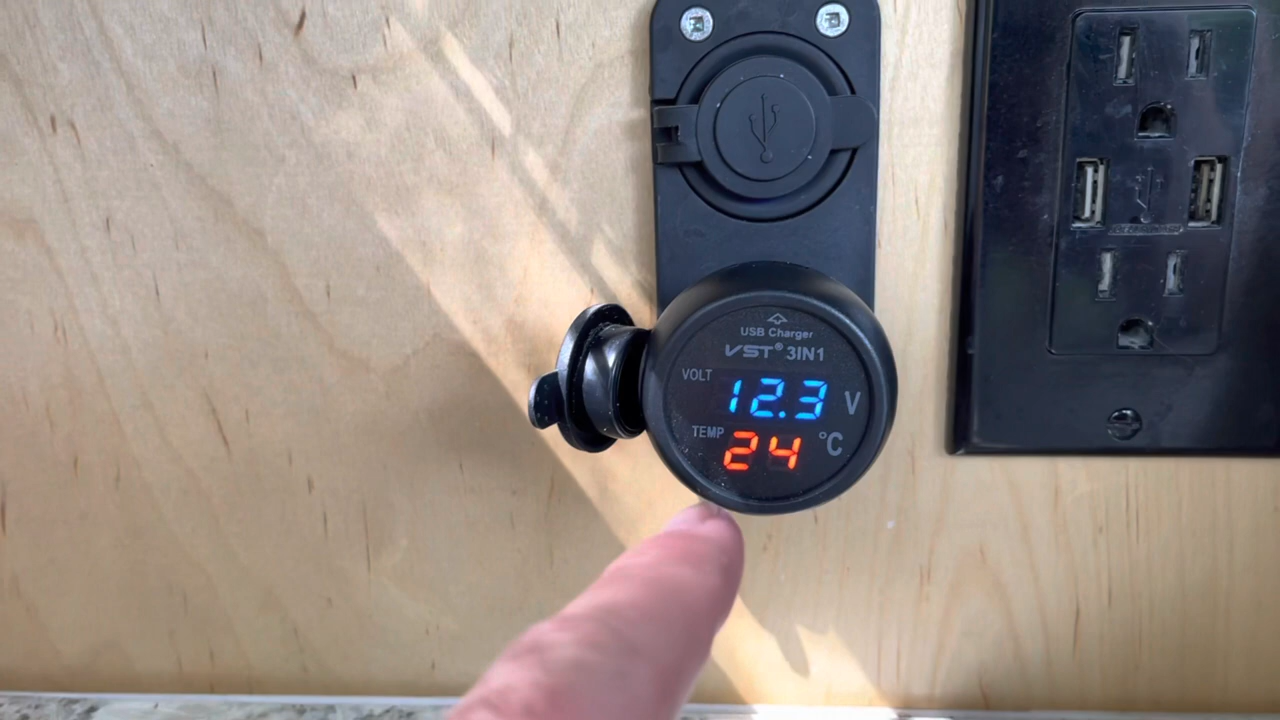 USB Charger
VST® 3IN1
VOLT 12.3 V
TEMP 24 °C